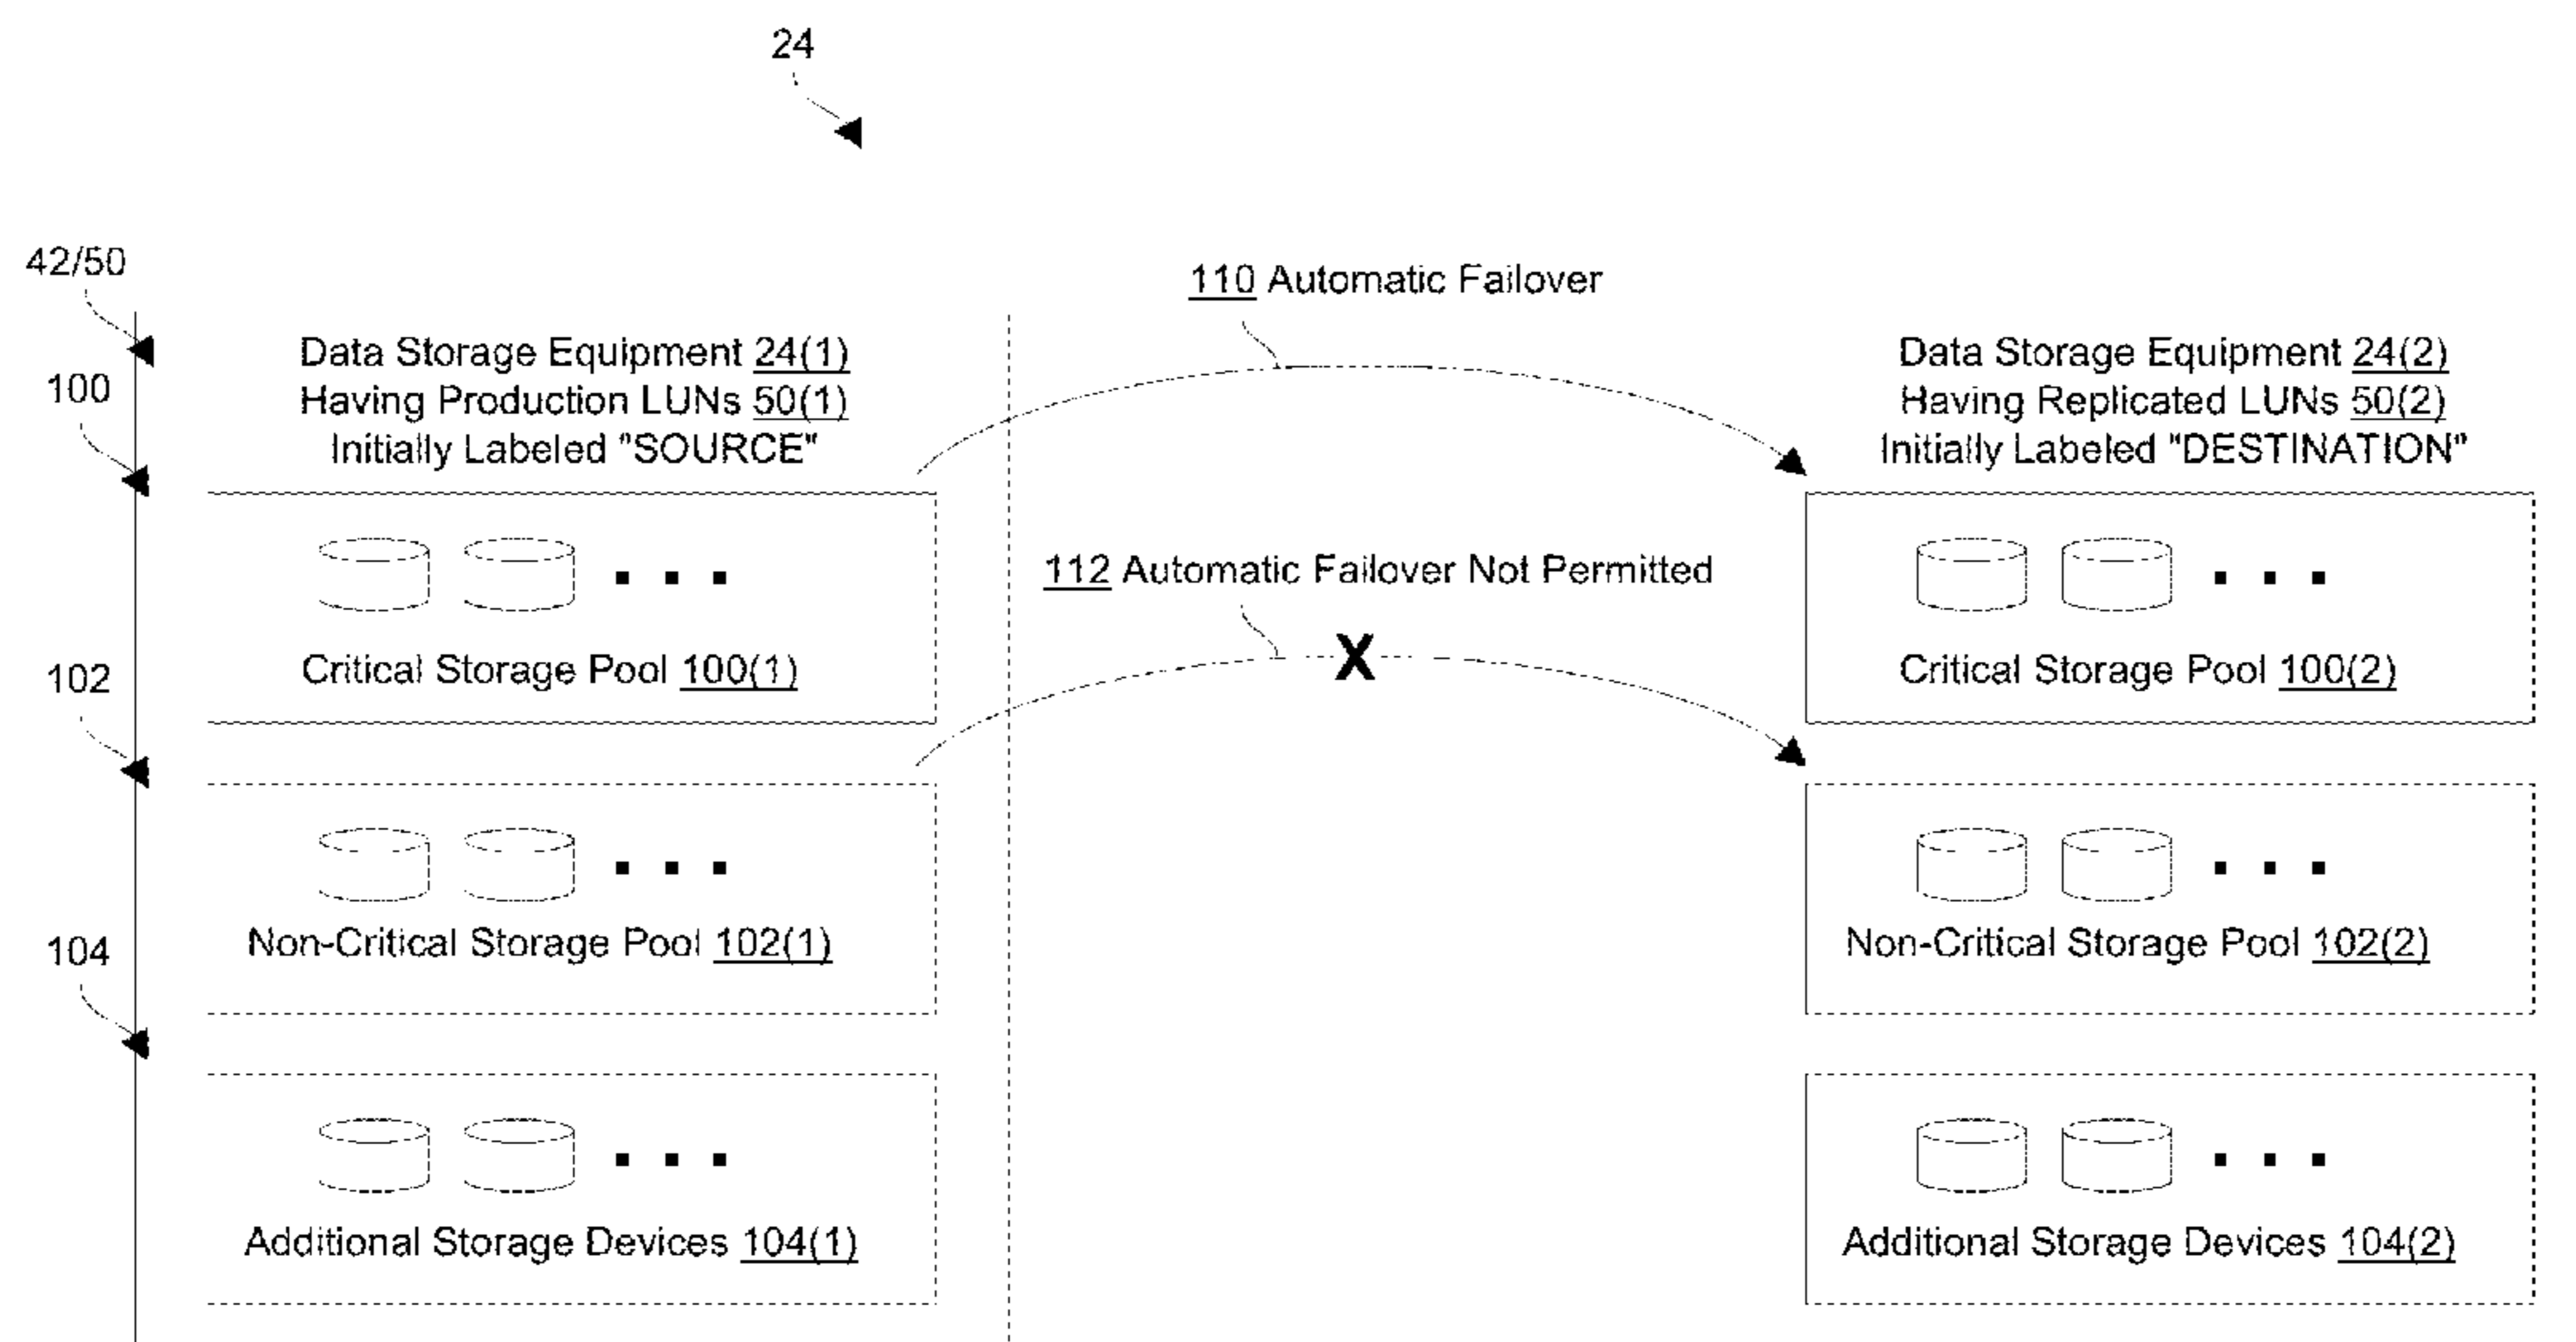 24
42/50
110 Automatic Failover
Data Storage Equipment 24(1)
Having Production LUNs 50(1)
Initially Labeled "SOURCE"
Data Storage Equipment 24(2)
Having Replicated LUNs 50(2)
Initially Labeled "DESTINATION"
100
112 Automatic Failover Not Permitted
X
Critical Storage Pool 100(1)
Critical Storage Pool 100(2)
102
Non-Critical Storage Pool 102(1)
Non-Critical Storage Pool 102(2)
104
Additional Storage Devices 104(1)
Additional Storage Devices 104(2)